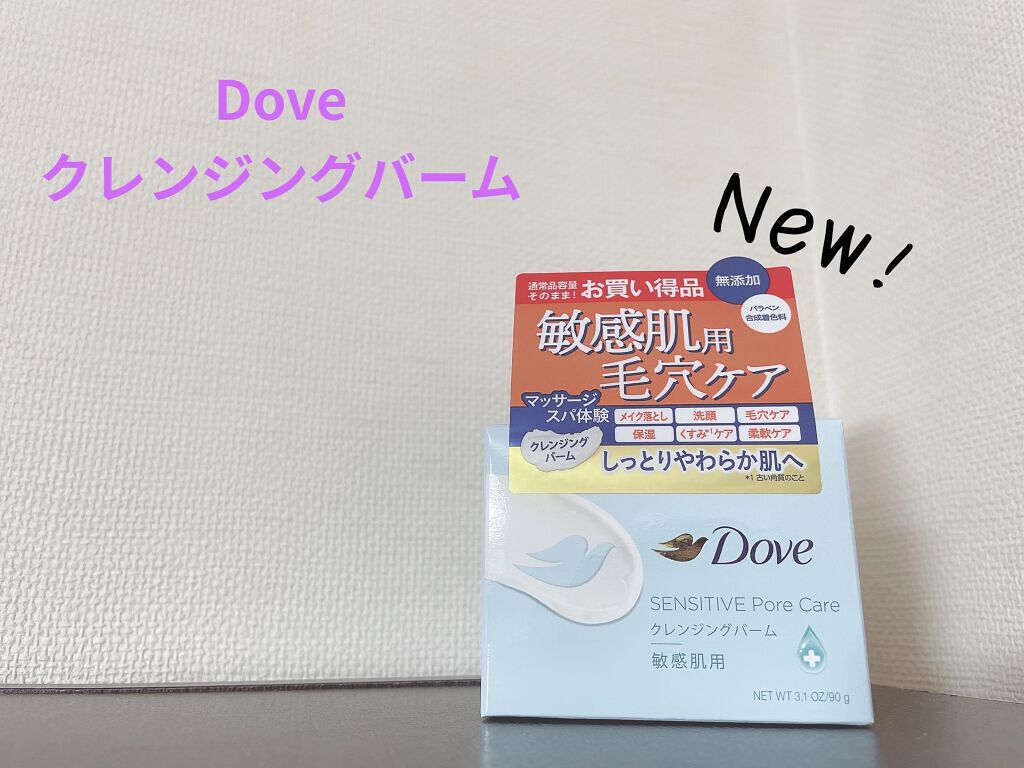 Dove
クレンジングバーム
New!
通常品容量
そのまま! お買い得品
無添加
パラベン
合成着色料
敏感肌用
毛穴ケア
マッサージ
スパ体験
メイク落とし 洗顔 毛穴ケア
保湿 くすみ*1ケア 柔軟ケア
クレンジング
バーム
しっとりやわらか肌へ
*1 古い角質のこと
Dove
SENSITIVE Pore Care
クレンジングバーム
敏感肌用
NET WT 3.1 OZ/90 g